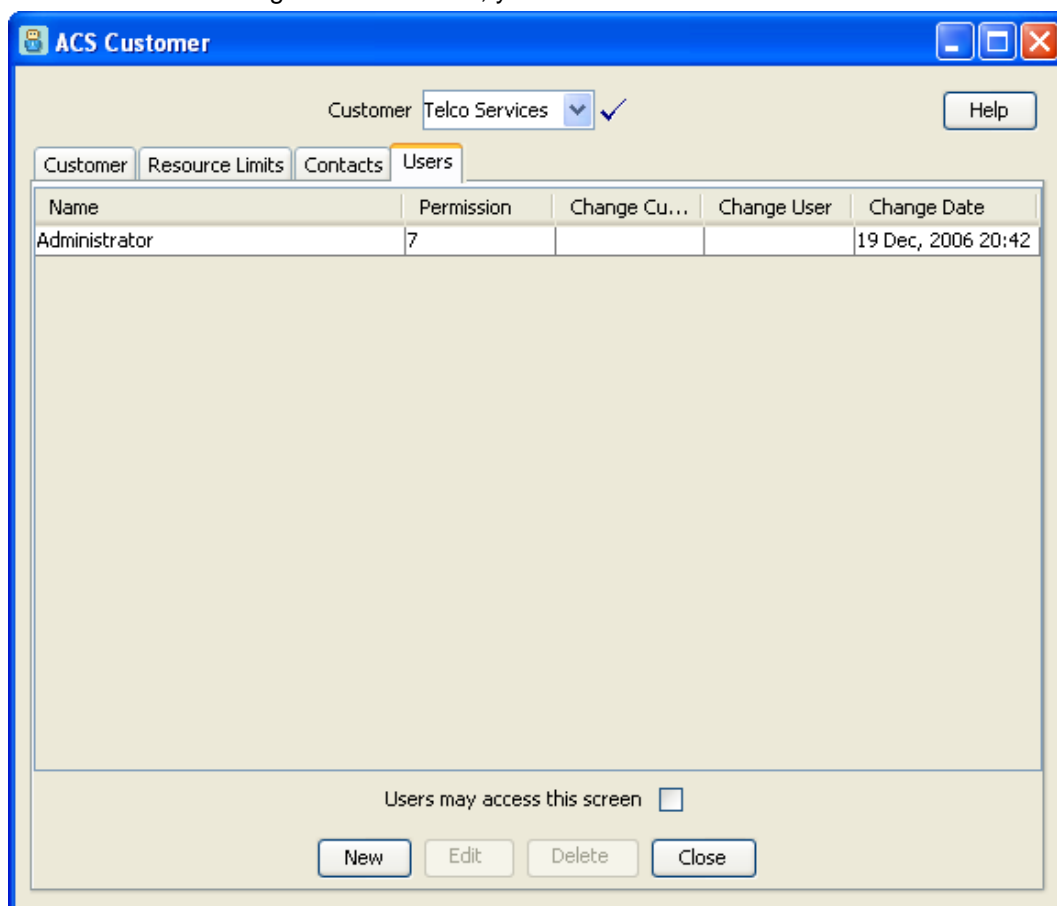 ACS Customer
Customer Telco Services Help
Customer Resource Limits Contacts Users
Name Permission Change Cu... Change User Change Date
Administrator 7 19 Dec, 2006 20:42
Users may access this screen
New Edit Delete Close